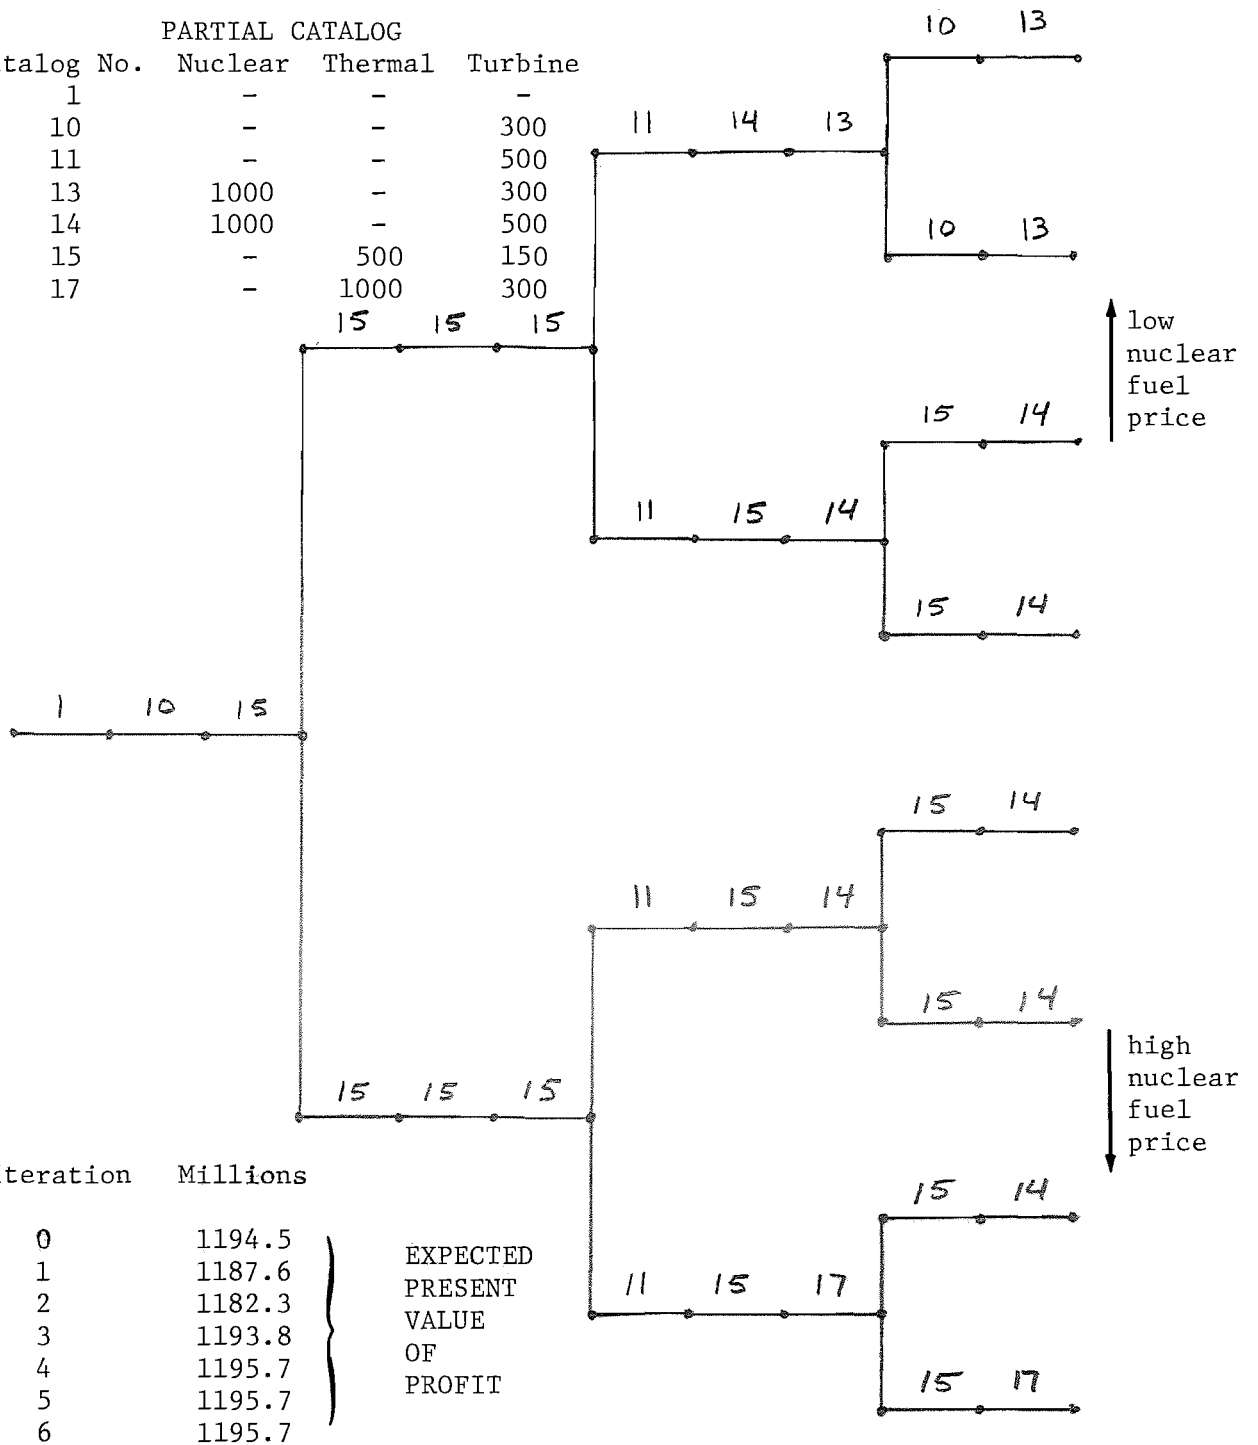 PARTIAL CATALOG
talog No. Nuclear Thermal Turbine
1 - - -
10 - - 300
11 - - 500
13 1000 - 300
14 1000 - 500
15 - 500 150
17 - 1000 300
10 13
11 14 13
10 13
15 15 15
low
nuclear
fuel
price
15 14
11 15 14
15 14
1 10 15
15 14
11 15 14
15 14
high
nuclear
fuel
price
15 15 15
15 14
11 15 17
15 17
teration Millions
0 1194.5
1 1187.6
2 1182.3
3 1193.8
4 1195.7
5 1195.7
6 1195.7
EXPECTED
PRESENT
VALUE
OF
PROFIT